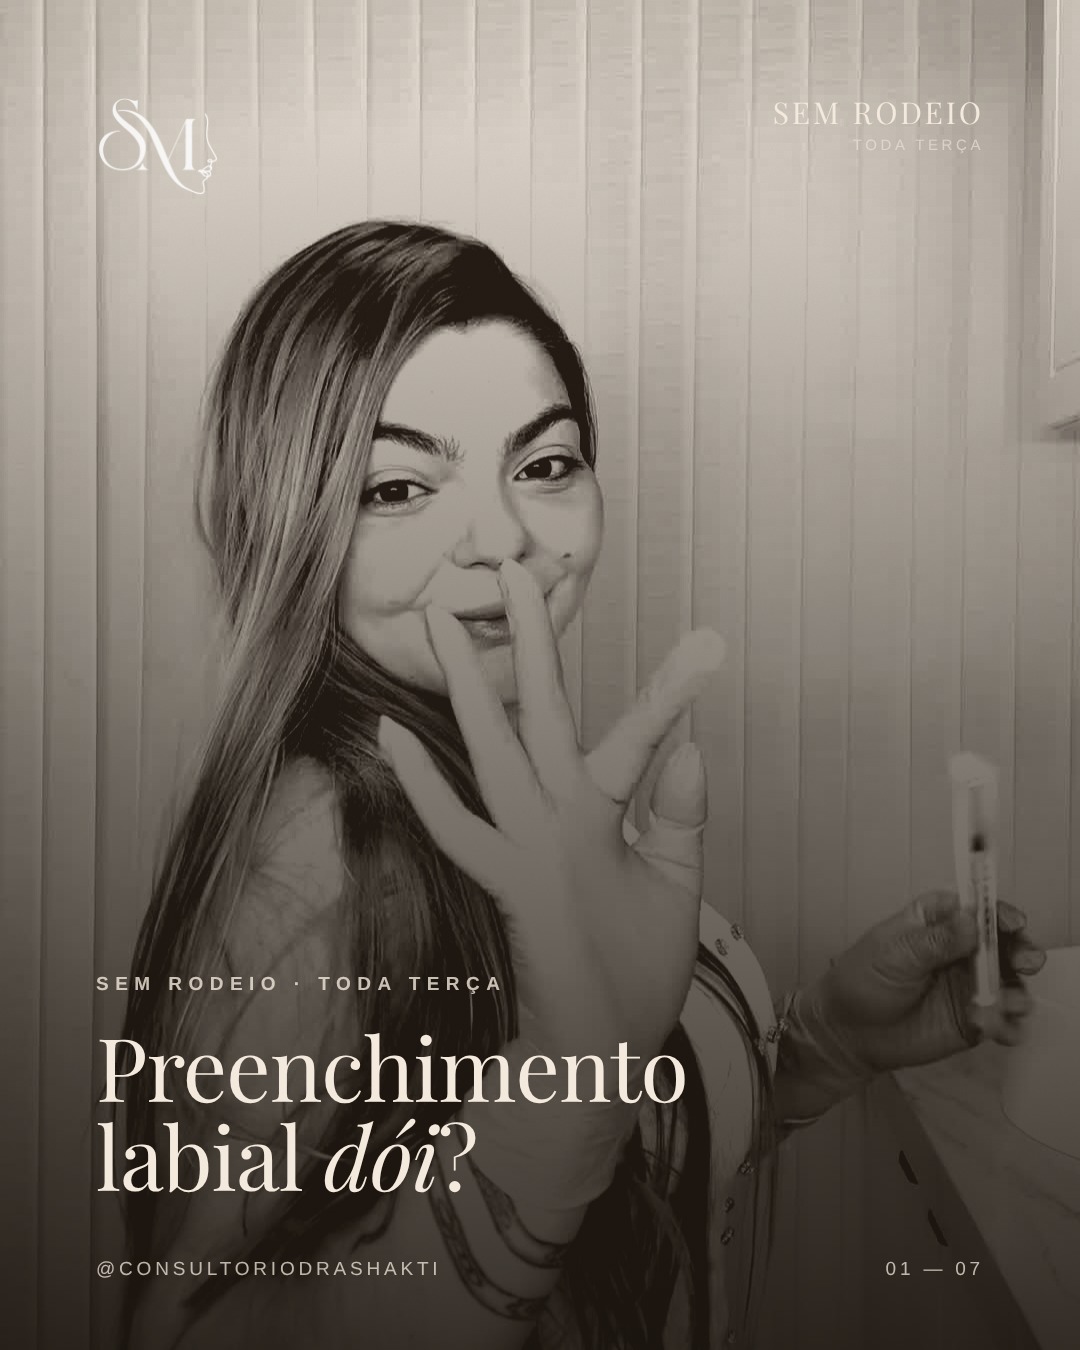 SM
SEM RODEIO
TODA TERÇA
SEM RODEIO · TODA TERÇA
Preenchimento
labial dói?
@CONSULTORIODRASHAKTI
01 — 07